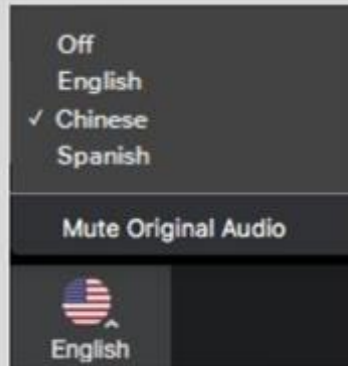 Off
English
✓ Chinese
Spanish
Mute Original Audio
English